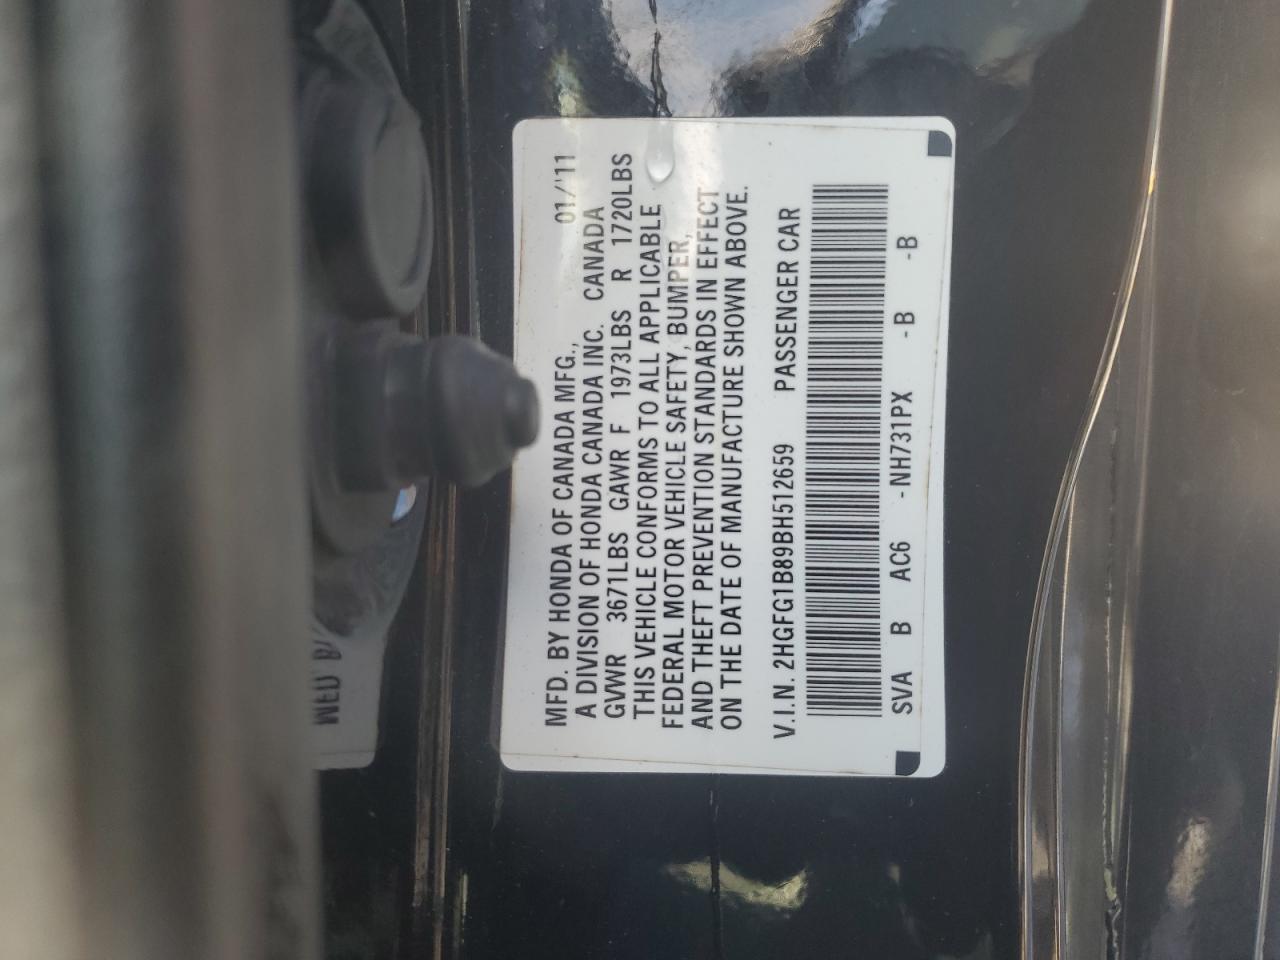 MFD. BY HONDA OF CANADA MFG., 01/'11
A DIVISION OF HONDA CANADA INC. CANADA
GVWR 3671LBS GAWR F 1973LBS R 1720LBS
THIS VEHICLE CONFORMS TO ALL APPLICABLE
FEDERAL MOTOR VEHICLE SAFETY, BUMPER,
AND THEFT PREVENTION STANDARDS IN EFFECT
ON THE DATE OF MANUFACTURE SHOWN ABOVE.
V.I.N. 2HGFG1B89BH512659 PASSENGER CAR
SVA B AC6 -NH731PX -B -B